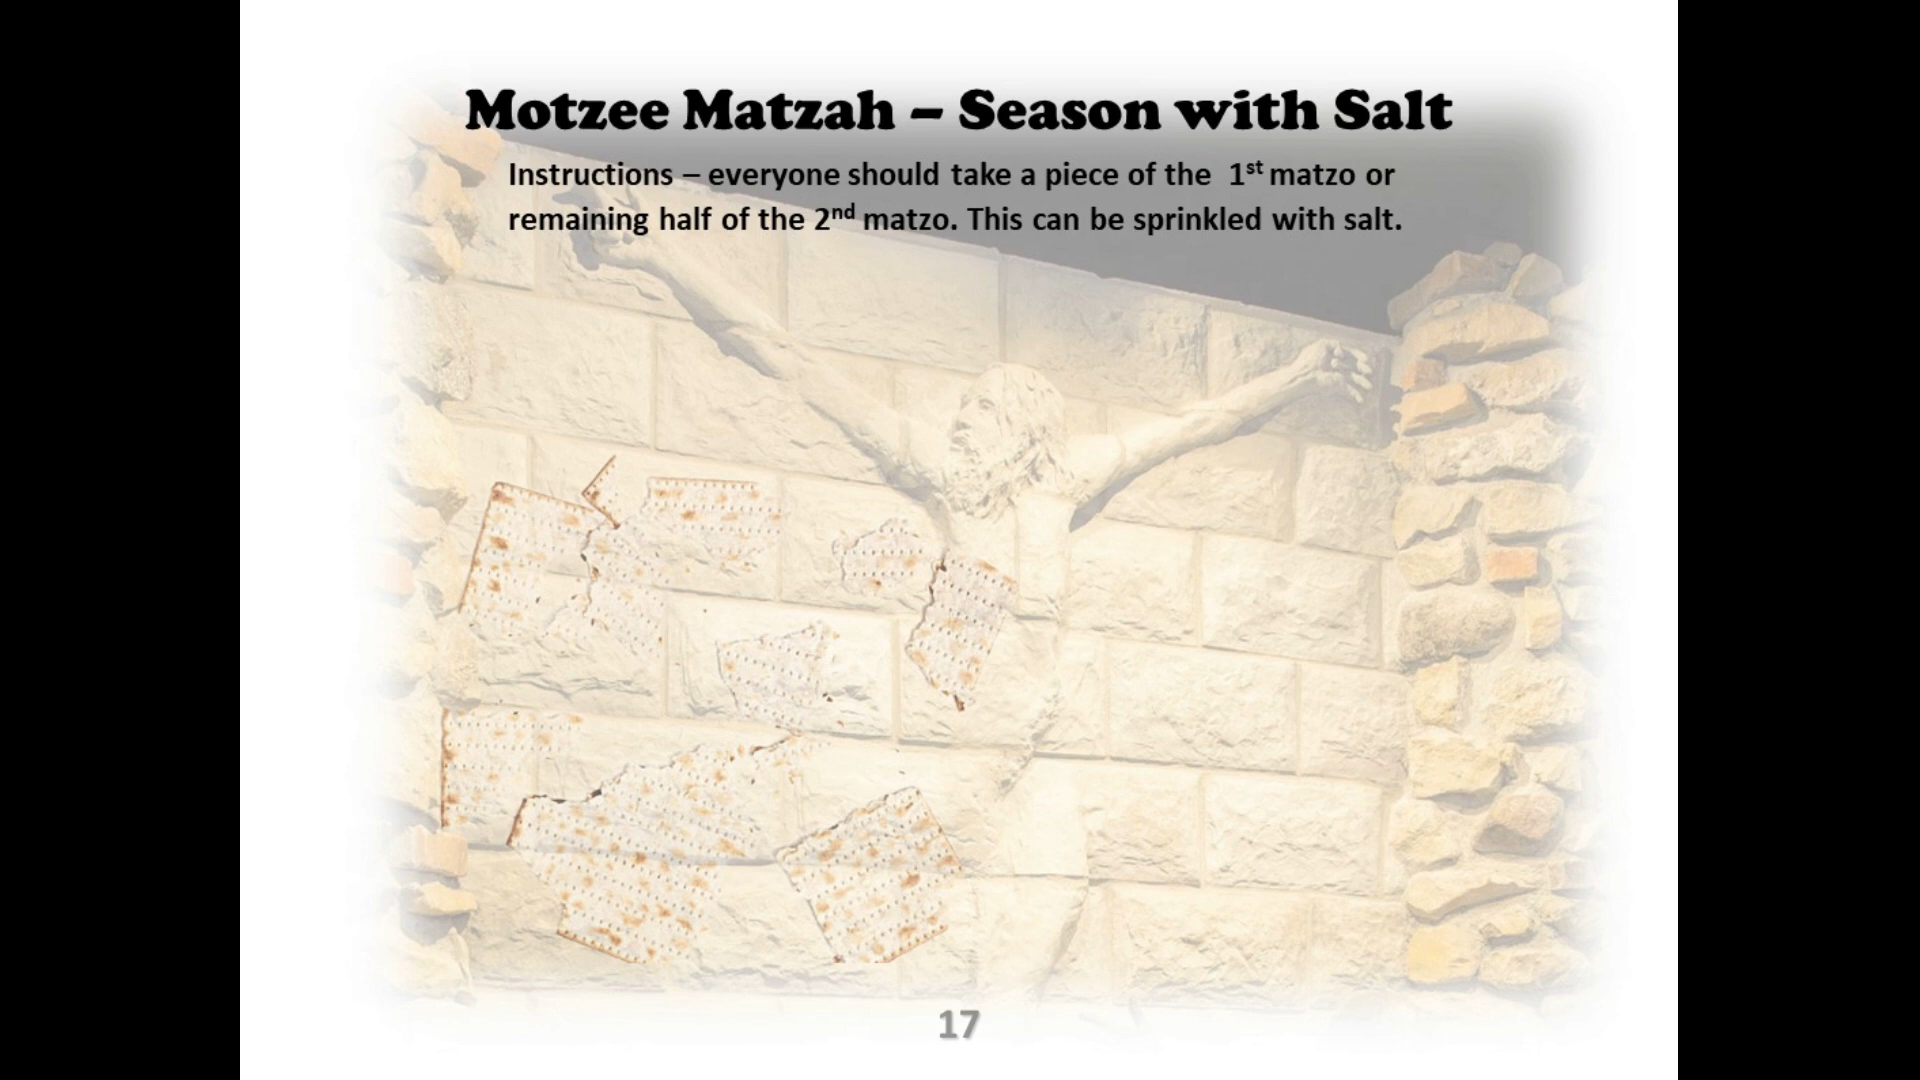 Motzee Matzah – Season with Salt
Instructions – everyone should take a piece of the 1st matzo or
remaining half of the 2nd matzo. This can be sprinkled with salt.
17